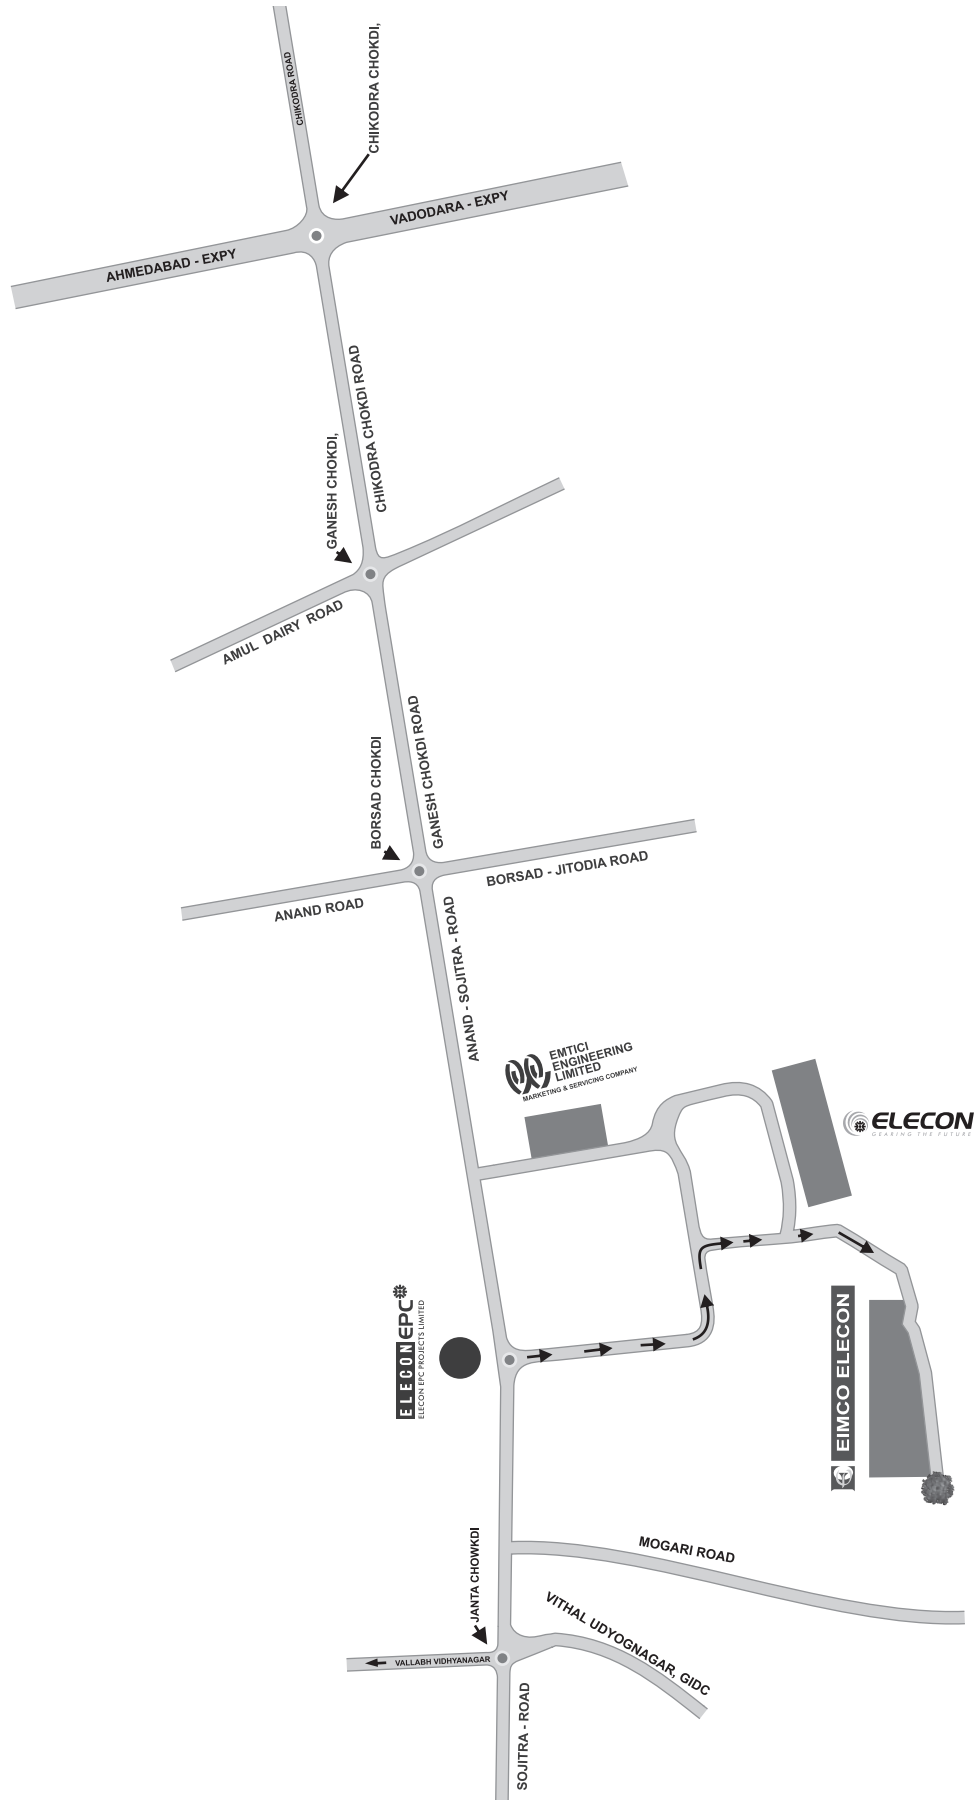 CHIKODRA ROAD
CHIKODRA CHOKDI,
VADODARA - EXPY
AHMEDABAD - EXPY
CHIKODRA CHOKDI ROAD
GANESH CHOKDI,
AMUL DAIRY ROAD
GANESH CHOKDI ROAD
BORSAD CHOKDI
BORSAD - JITODIA ROAD
ANAND ROAD
ANAND - SOJITRA - ROAD
EMTICI
ENGINEERING
LIMITED
MARKETING & SERVICING COMPANY
ELECON
GEARING THE FUTURE
ELECON EPC
ELECON EPC PROJECTS LIMITED
EIMCO ELECON
MOGARI ROAD
JANTA CHOWKDI
VITHAL UDYOGNAGAR, GIDC
VALLABH VIDHYANAGAR
SOJITRA - ROAD